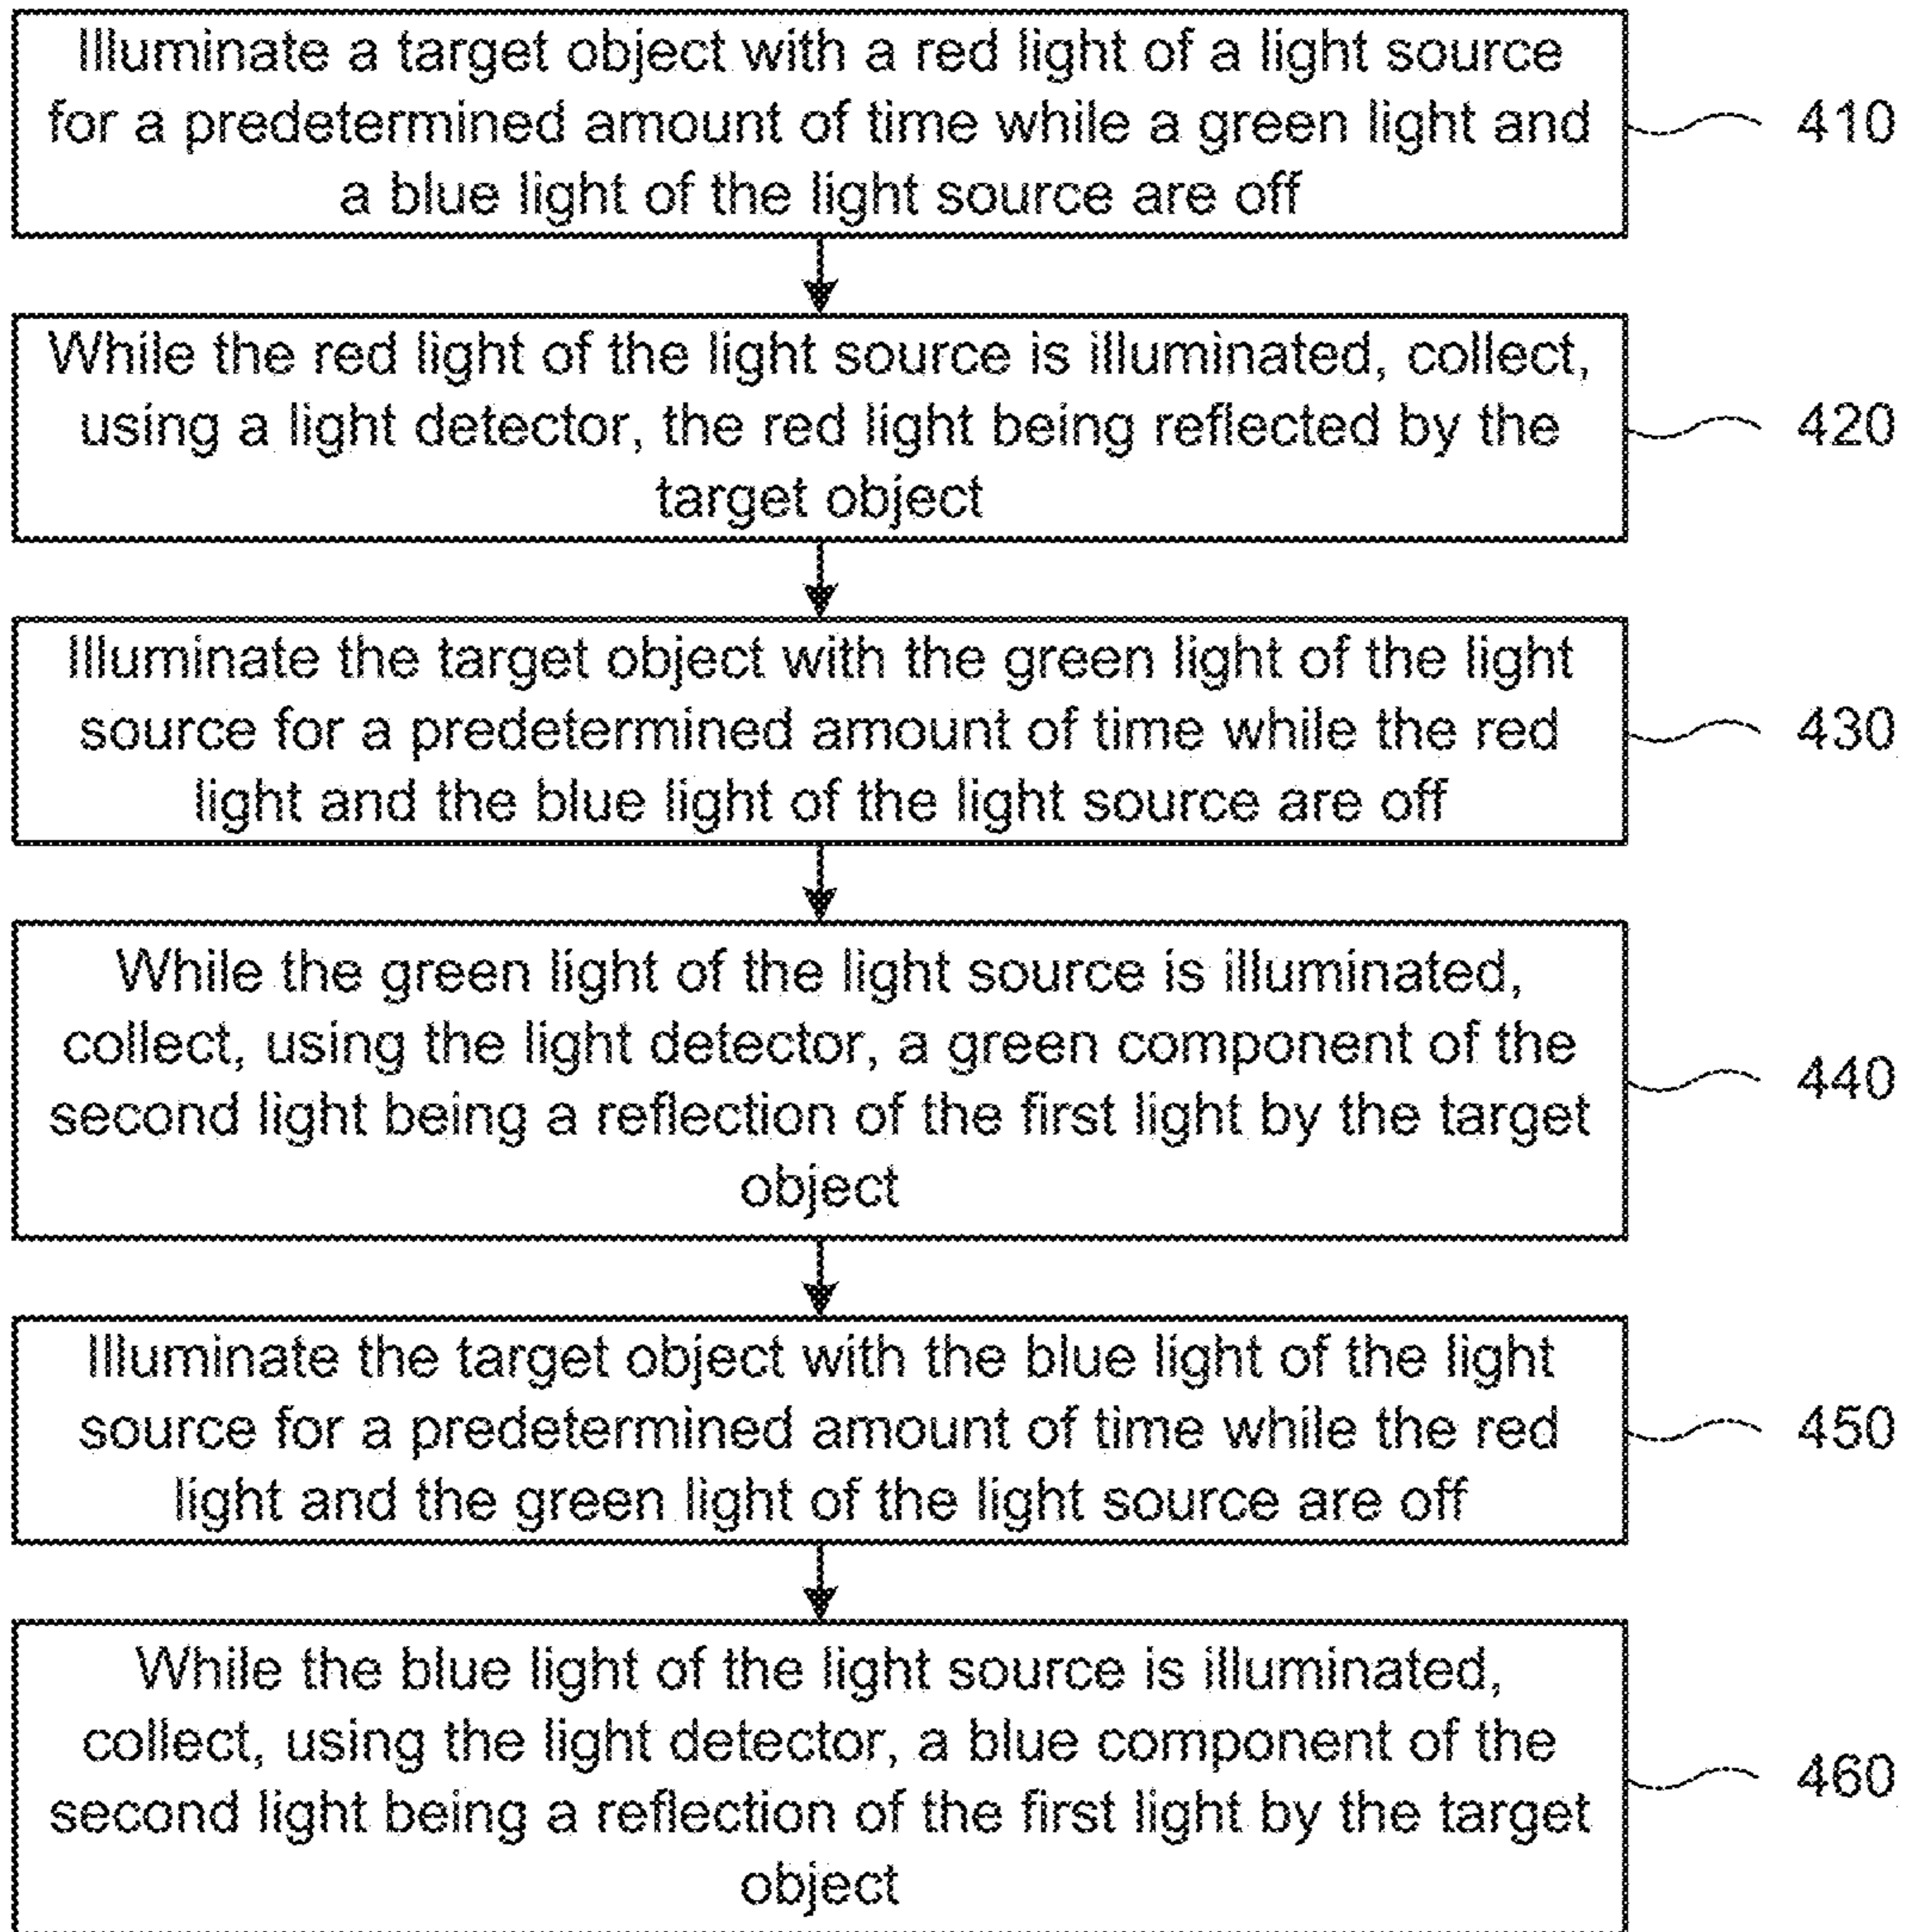 Illuminate a target object with a red light of a light source
for a predetermined amount of time while a green light and
a blue light of the light source are off
410
While the red light of the light source is illuminated, collect,
using a light detector, the red light being reflected by the
target object
420
Illuminate the target object with the green light of the light
source for a predetermined amount of time while the red
light and the blue light of the light source are off
430
While the green light of the light source is illuminated,
collect, using the light detector, a green component of the
second light being a reflection of the first light by the target
object
440
Illuminate the target object with the blue light of the light
source for a predetermined amount of time while the red
light and the green light of the light source are off
450
While the blue light of the light source is illuminated,
collect, using the light detector, a blue component of the
second light being a reflection of the first light by the target
object
460